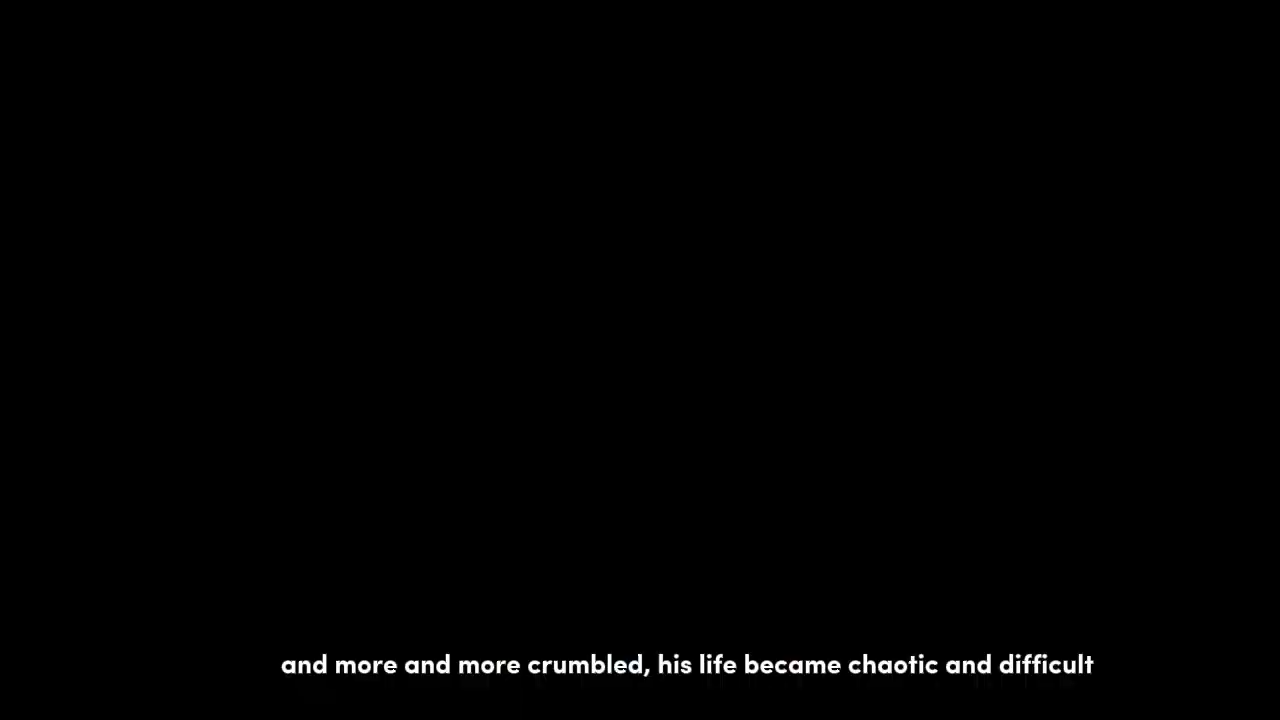 and more and more crumbled, his life became chaotic and difficult